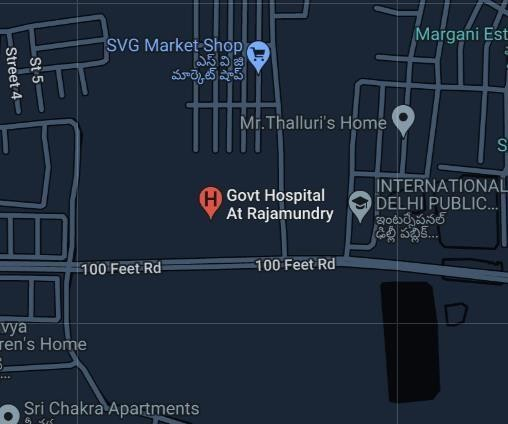 Margani Est
SVG Market Shop
ఎస్ వి జి
మార్కెట్ షాప్
Street 4
St 5
Mr.Thalluri's Home
S
Govt Hospital
At Rajamundry
INTERNATIONAL
DELHI PUBLIC...
ఇంటర్నేషనల్
ఢిల్లీ పబ్లిక్...
100 Feet Rd
100 Feet Rd
vya
ren's Home
Sri Chakra Apartments